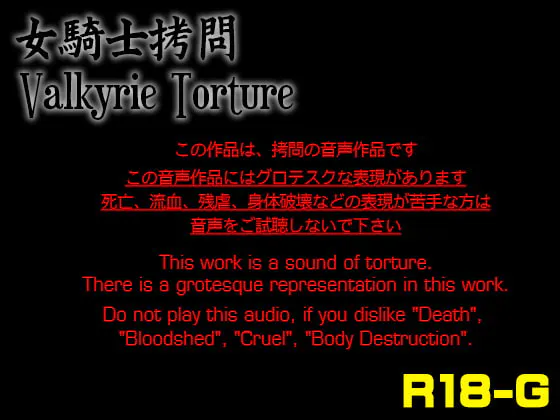 女騎士拷問
Valkyrie Torture
この作品は、拷問の音声作品です
この音声作品にはグロテスクな表現があります
死亡、流血、残虐、身体破壊などの表現が苦手な方は
音声をご試聴しないで下さい
This work is a sound of torture.
There is a grotesque representation in this work.
Do not play this audio, if you dislike "Death",
"Bloodshed", "Cruel", "Body Destruction".
R18-G